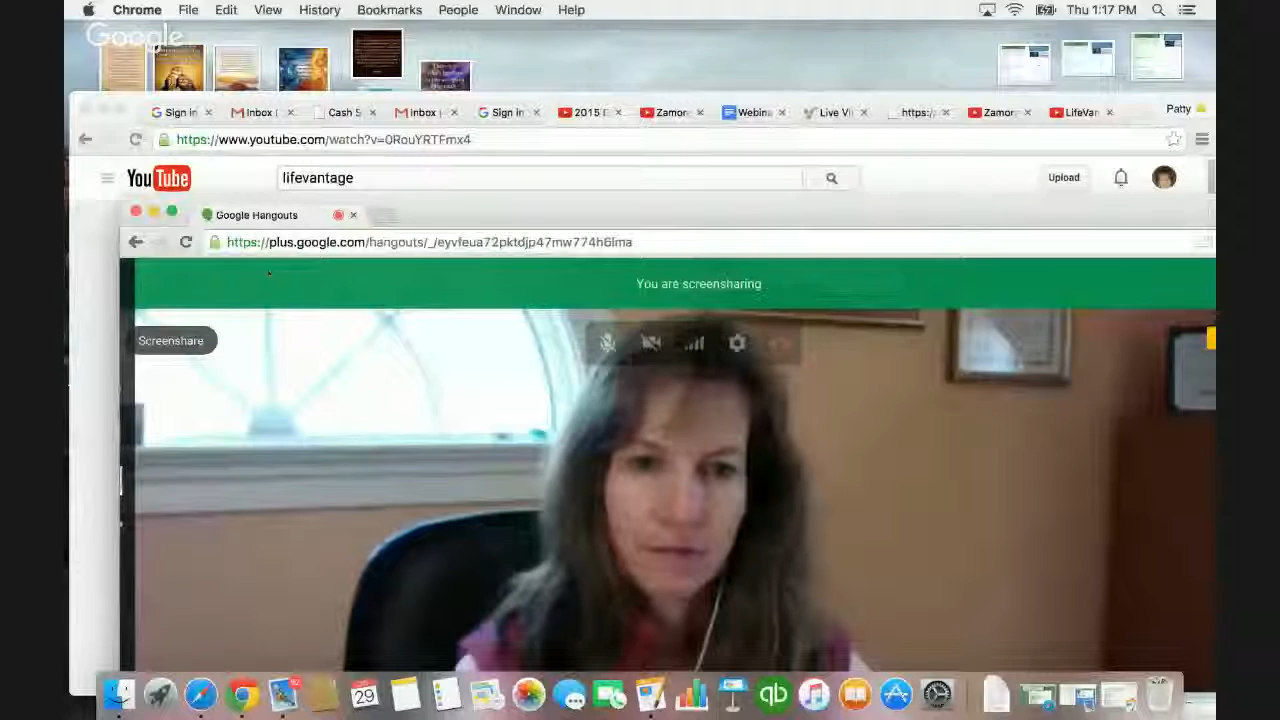 Chrome File Edit View History Bookmarks People Window Help Thu 1:17 PM
Google
Sign in Inbox ( Cash S Inbox ( Sign in 2015 Zamor Webina Live Vi https:/ Zamor LifeVan Patty
https://www.youtube.com/watch?v=0RouYRTFmx4
YouTube lifevantage Upload
Google Hangouts
https://plus.google.com/hangouts/_/eyvfeua72pktdjp47mw774h6ima
You are screensharing
Screenshare
29 qb